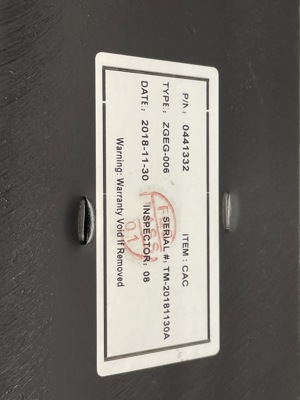 P/N: 0441332 ITEM: CAC
TYPE: ZGEG-006 SERIAL #: TM-20181130A
DATE: 2018-11-30 INSPECTOR: 08
Warning: Warranty Void If Removed